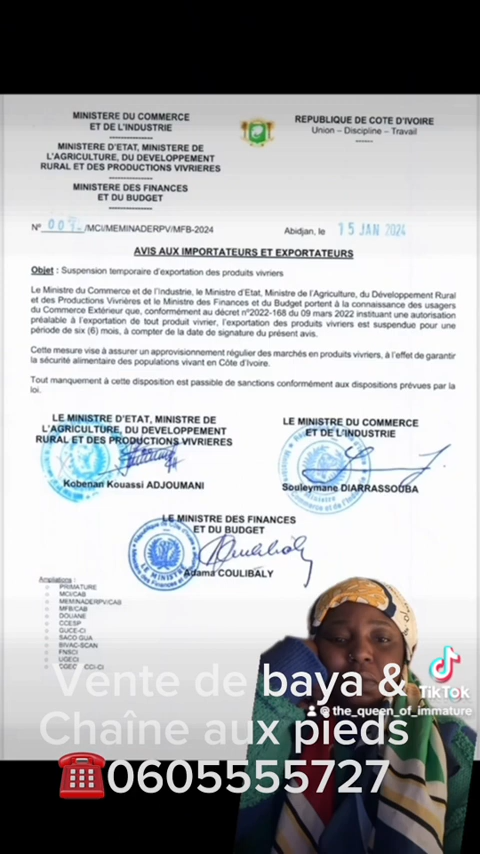 MINISTERE DU COMMERCE
ET DE L'INDUSTRIE
MINISTERE D'ETAT, MINISTERE DE
L'AGRICULTURE, DU DEVELOPPEMENT
RURAL ET DES PRODUCTIONS VIVRIERES
MINISTERE DES FINANCES
ET DU BUDGET
REPUBLIQUE DE COTE D'IVOIRE
Union – Discipline – Travail
N° /MCI/MEMINADERPV/MFB-2024
Abidjan, le 15 JAN 2024
AVIS AUX IMPORTATEURS ET EXPORTATEURS
Objet : Suspension temporaire d'exportation des produits vivriers
Le Ministre du Commerce et de l'Industrie, le Ministre d'Etat, Ministre de l'Agriculture, du Développement Rural
et des Productions Vivrières et le Ministre des Finances et du Budget portent à la connaissance des usagers
du Commerce Extérieur que, conformément au décret n°2022-168 du 09 mars 2022 instituant une autorisation
préalable à l'exportation de tout produit vivrier, l'exportation des produits vivriers est suspendue pour une
période de six (6) mois, à compter de la date de signature du présent avis.
Cette mesure vise à assurer un approvisionnement régulier des marchés en produits vivriers, à l'effet de garantir
la sécurité alimentaire des populations vivant en Côte d'Ivoire.
Tout manquement à cette disposition est passible de sanctions conformément aux dispositions prévues par la
loi.
LE MINISTRE D'ETAT, MINISTRE DE
L'AGRICULTURE, DU DEVELOPPEMENT
RURAL ET DES PRODUCTIONS VIVRIERES
Kobenan Kouassi ADJOUMANI
LE MINISTRE DU COMMERCE
ET DE L'INDUSTRIE
Souleymane DIARRASSOUBA
LE MINISTRE DES FINANCES
ET DU BUDGET
Adama COULIBALY
Ampliations :
PRIMATURE
MCI/CAB
MEMINADERPV/CAB
MFB/CAB
DOUANE
CCESP
GUCE-CI
SACO GUA
BIVAC-SCAN
FNSCI
UGECI
CCI-CI
Vente de baya &
Chaîne aux pieds
☎️0605555727
TikTok
@the_queen_of_immature